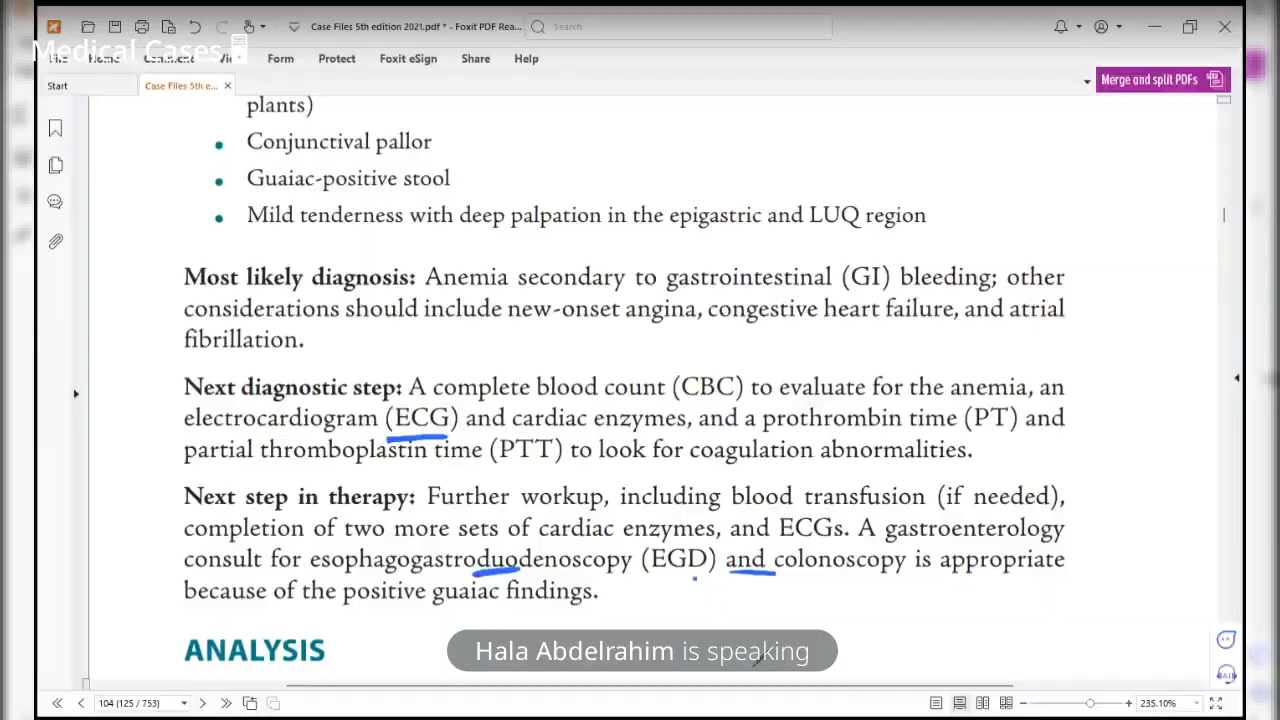 Case Files 5th edition 2021.pdf * - Foxit PDF Rea...
Search
Medical Cases
Home Comment View Form Protect Foxit eSign Share Help
Start
Case Files 5th e...
Merge and split PDFs
plants)
Conjunctival pallor
Guaiac-positive stool
Mild tenderness with deep palpation in the epigastric and LUQ region
Most likely diagnosis: Anemia secondary to gastrointestinal (GI) bleeding; other
considerations should include new-onset angina, congestive heart failure, and atrial
fibrillation.
Next diagnostic step: A complete blood count (CBC) to evaluate for the anemia, an
electrocardiogram (ECG) and cardiac enzymes, and a prothrombin time (PT) and
partial thromboplastin time (PTT) to look for coagulation abnormalities.
Next step in therapy: Further workup, including blood transfusion (if needed),
completion of two more sets of cardiac enzymes, and ECGs. A gastroenterology
consult for esophagogastroduodenoscopy (EGD) and colonoscopy is appropriate
because of the positive guaiac findings.
ANALYSIS
Hala Abdelrahim is speaking
104 (125 / 753)
235.10%